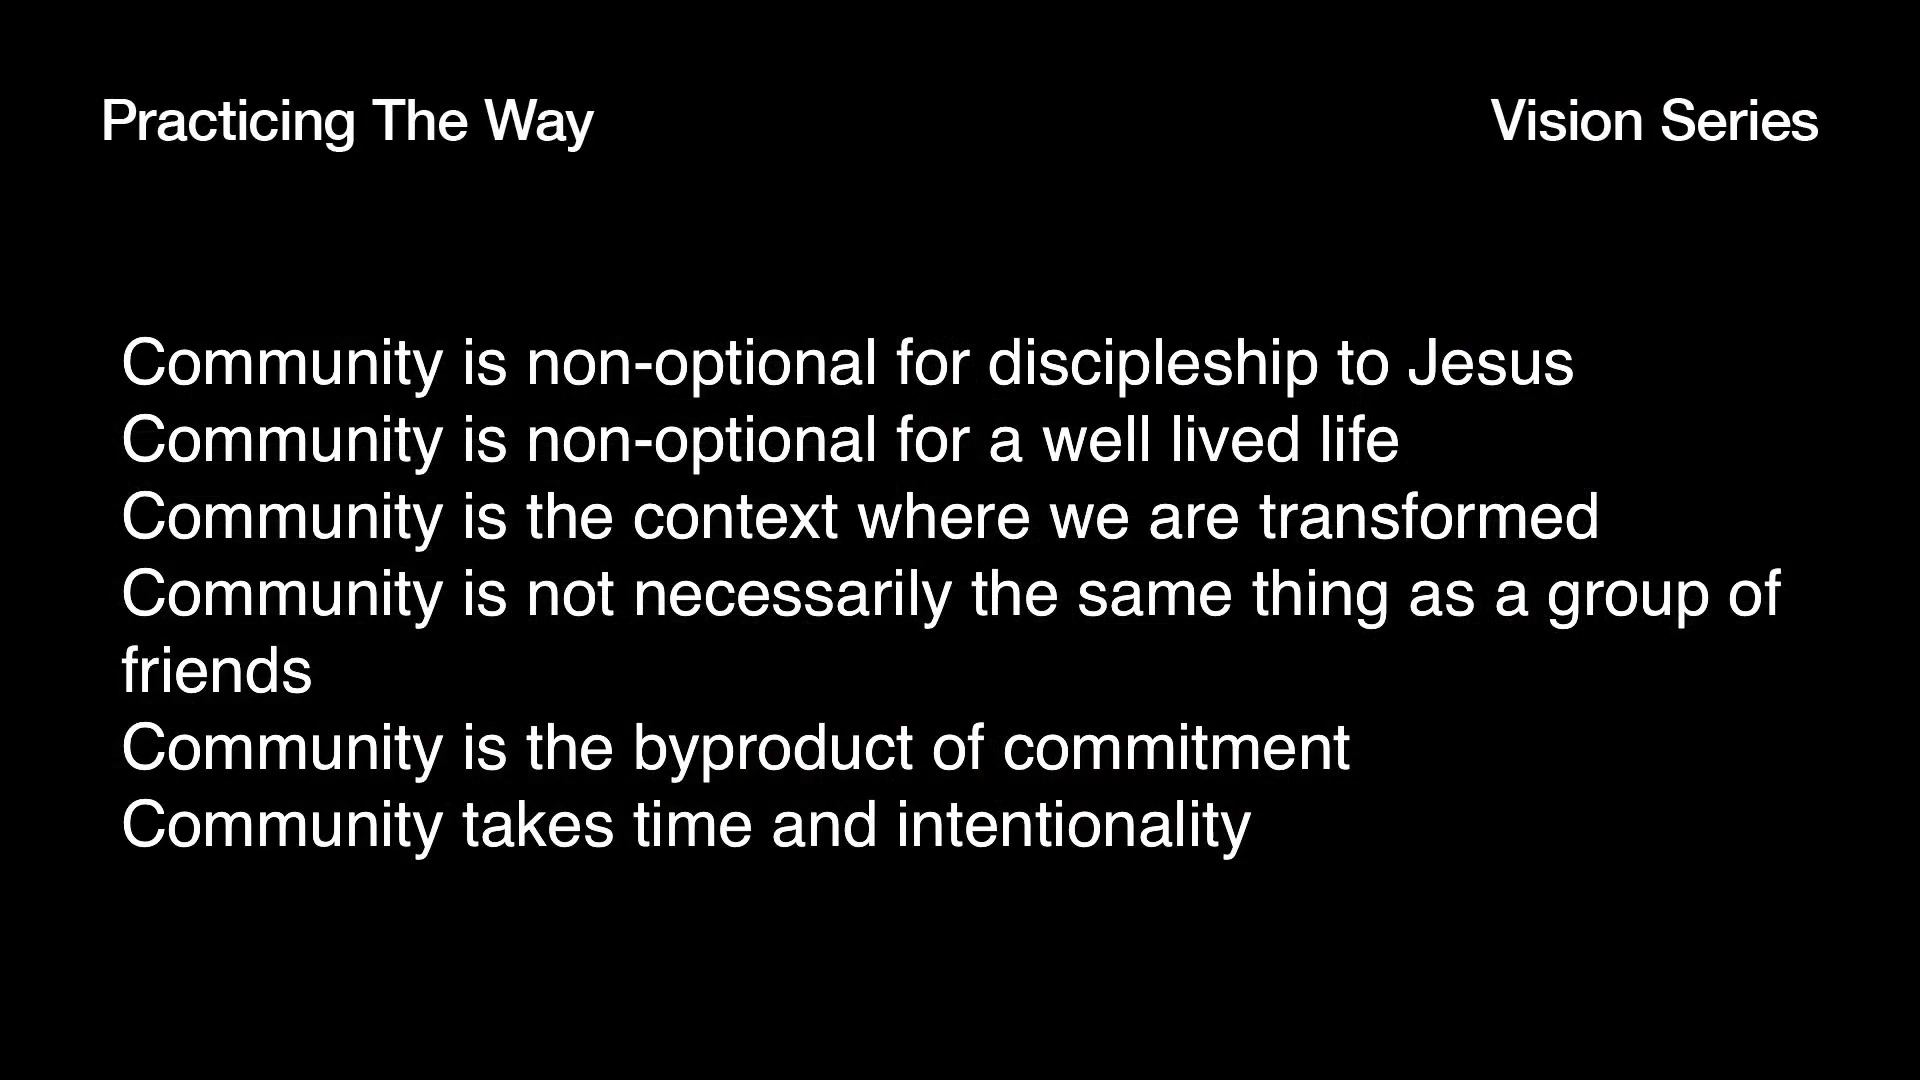 Practicing The Way
Vision Series
Community is non-optional for discipleship to Jesus
Community is non-optional for a well lived life
Community is the context where we are transformed
Community is not necessarily the same thing as a group of
friends
Community is the byproduct of commitment
Community takes time and intentionality